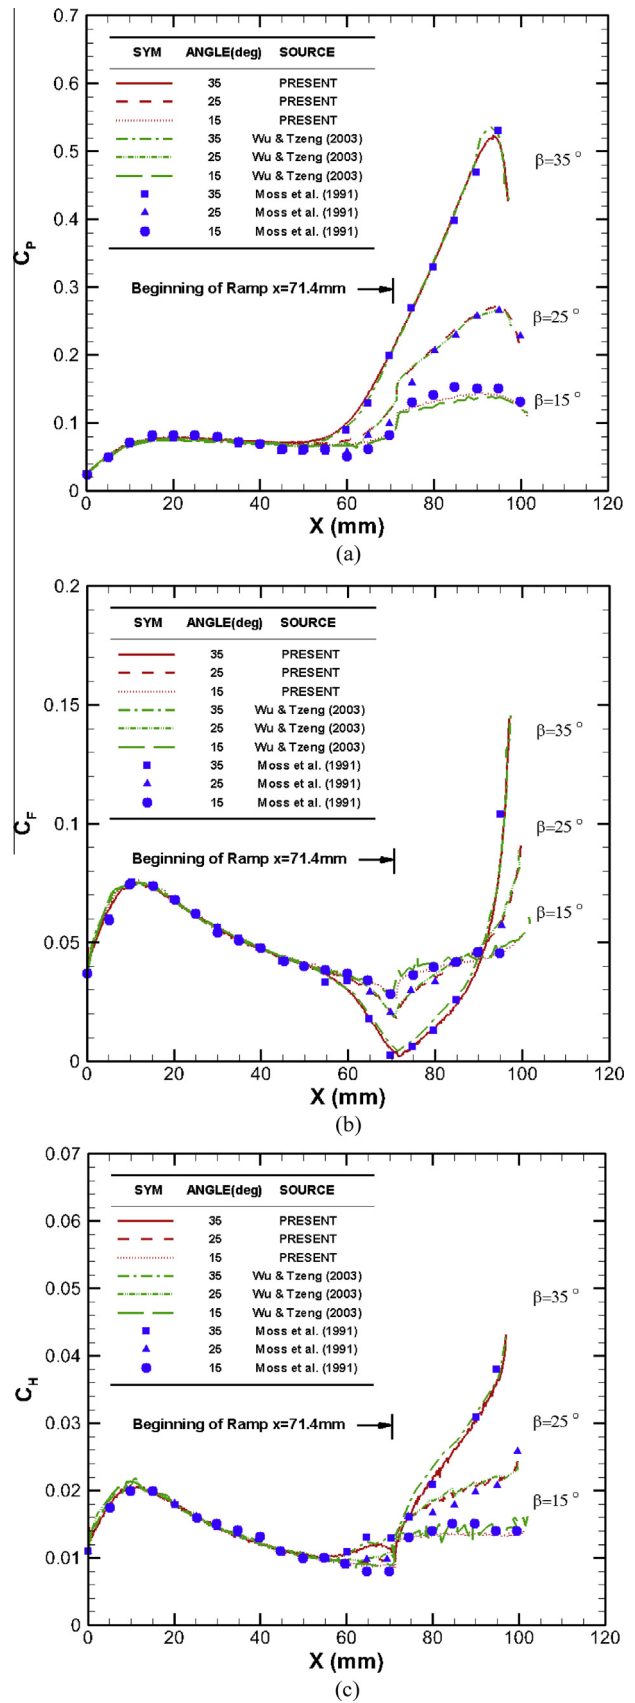 0.7
0.6
0.5
0.4
0.3
0.2
0.1
0
C_P
SYM ANGLE(deg) SOURCE
35 PRESENT
25 PRESENT
15 PRESENT
35 Wu & Tzeng (2003)
25 Wu & Tzeng (2003)
15 Wu & Tzeng (2003)
35 Moss et al. (1991)
25 Moss et al. (1991)
15 Moss et al. (1991)
β=35°
Beginning of Ramp x=71.4mm
β=25°
β=15°
0 20 40 60 80 100 120
X (mm)
(a)
0.2
0.15
0.1
0.05
0
C_F
SYM ANGLE(deg) SOURCE
35 PRESENT
25 PRESENT
15 PRESENT
35 Wu & Tzeng (2003)
25 Wu & Tzeng (2003)
15 Wu & Tzeng (2003)
35 Moss et al. (1991)
25 Moss et al. (1991)
15 Moss et al. (1991)
β=35°
β=25°
Beginning of Ramp x=71.4mm
β=15°
0 20 40 60 80 100 120
X (mm)
(b)
0.07
0.06
0.05
0.04
0.03
0.02
0.01
0
C_H
SYM ANGLE(deg) SOURCE
35 PRESENT
25 PRESENT
15 PRESENT
35 Wu & Tzeng (2003)
25 Wu & Tzeng (2003)
15 Wu & Tzeng (2003)
35 Moss et al. (1991)
25 Moss et al. (1991)
15 Moss et al. (1991)
β=35°
Beginning of Ramp x=71.4mm
β=25°
β=15°
0 20 40 60 80 100 120
X (mm)
(c)